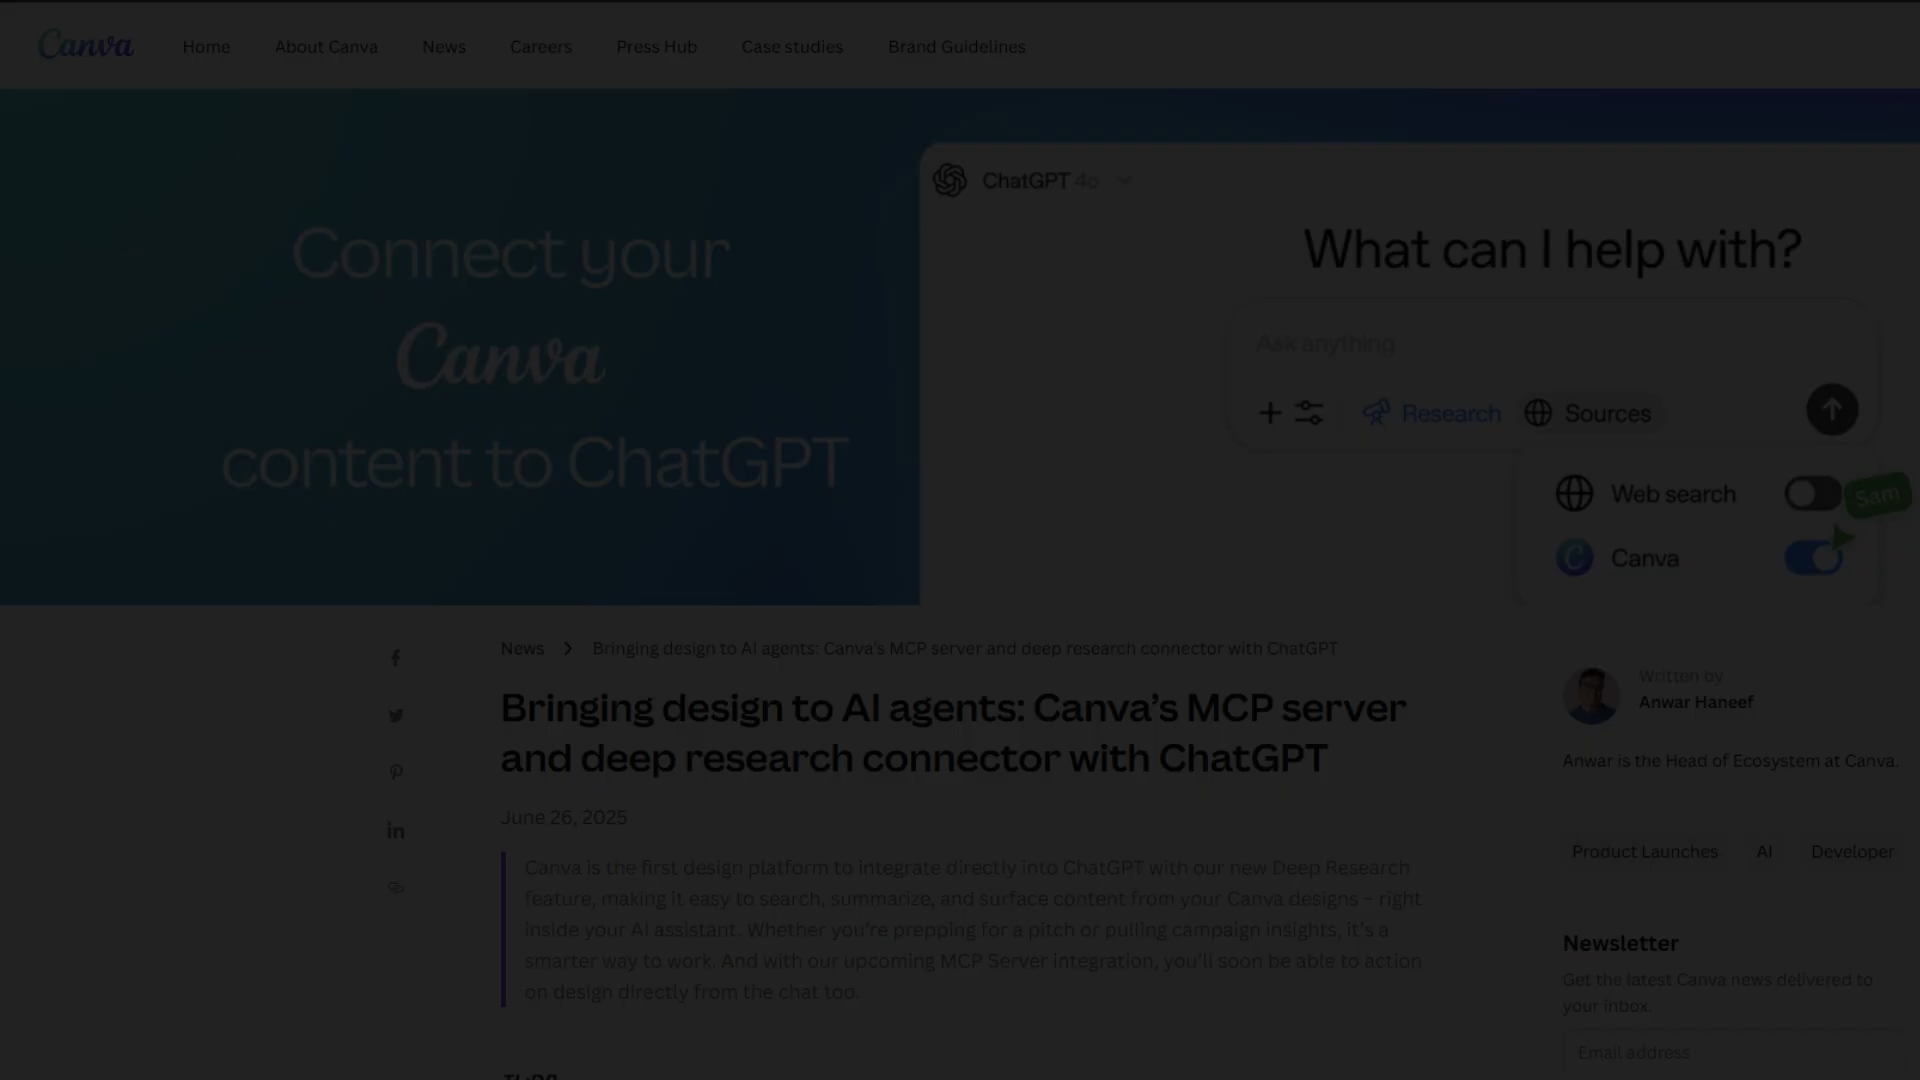 Canva
Home
About Canva
News
Careers
Press Hub
Case studies
Brand Guidelines
Connect your
Canva
content to ChatGPT
ChatGPT 4o
What can I help with?
Ask anything
Research
Sources
Web search
Sam
Canva
News > Bringing design to AI agents: Canva's MCP server and deep research connector with ChatGPT
Bringing design to AI agents: Canva's MCP server
and deep research connector with ChatGPT
June 26, 2025
Canva is the first design platform to integrate directly into ChatGPT with our new Deep Research
feature, making it easy to search, summarize, and surface content from your Canva designs – right
inside your AI assistant. Whether you're prepping for a pitch or pulling campaign insights, it's a
smarter way to work. And with our upcoming MCP Server integration, you'll soon be able to action
on design directly from the chat too.
Written by
Anwar Haneef
Anwar is the Head of Ecosystem at Canva.
Product Launches
AI
Developer
Newsletter
Get the latest Canva news delivered to
your inbox.
Email address